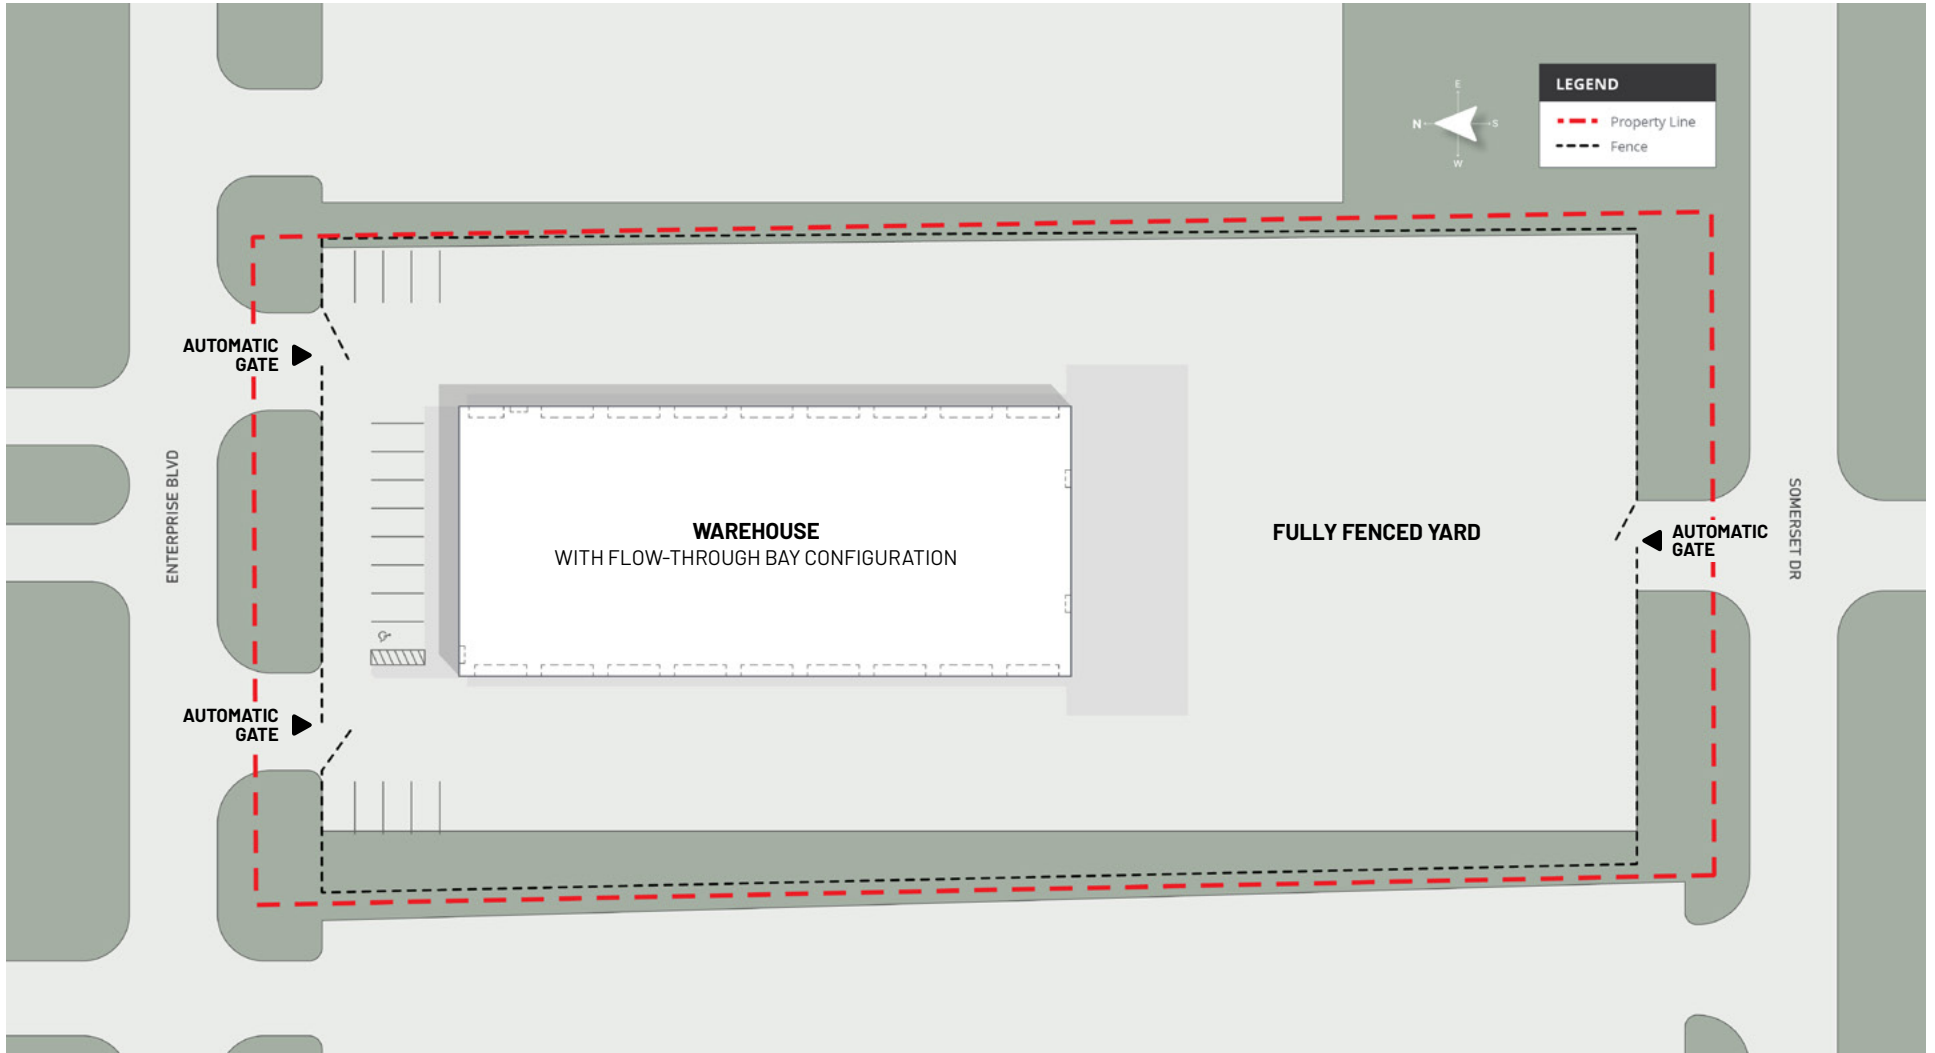 LEGEND
Property Line
Fence
E
N
S
W
AUTOMATIC
GATE
ENTERPRISE BLVD
WAREHOUSE
WITH FLOW-THROUGH BAY CONFIGURATION
FULLY FENCED YARD
AUTOMATIC
GATE
SOMERSET DR
AUTOMATIC
GATE